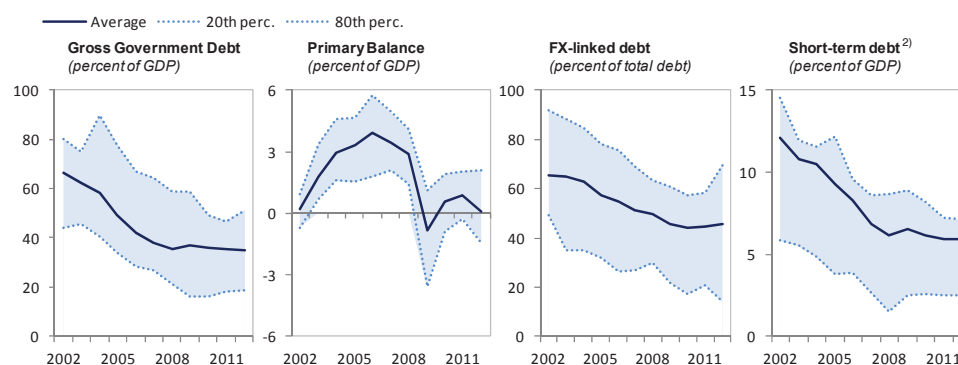 Average 20th perc. 80th perc.
Gross Government Debt
(percent of GDP)
100
80
60
40
20
0
2002 2005 2008 2011
Primary Balance
(percent of GDP)
6
3
0
-3
-6
2002 2005 2008 2011
FX-linked debt
(percent of total debt)
100
80
60
40
20
0
2002 2005 2008 2011
Short-term debt 2)
(percent of GDP)
15
10
5
0
2002 2005 2008 2011